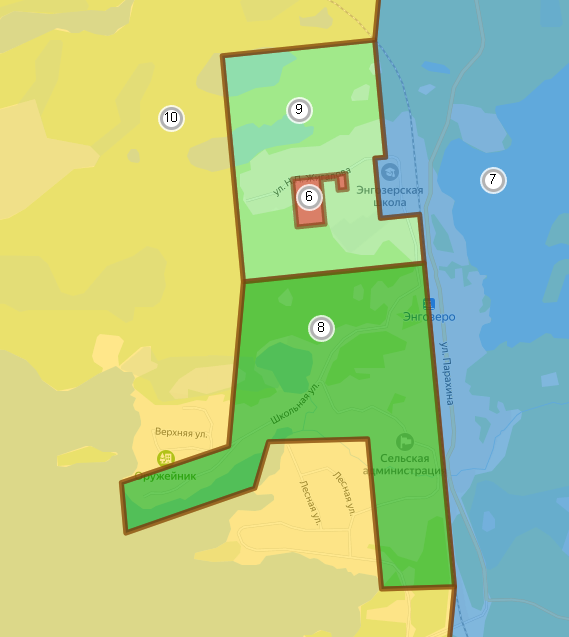 9
10
ул. Н.П. Жигалова
7
6
Энгозерская
школа
Энгозеро
8
ул. Парахина
Школьная ул.
Верхняя ул.
Оружейник
Сельская
администрация
Лесная ул.
Лесная ул.